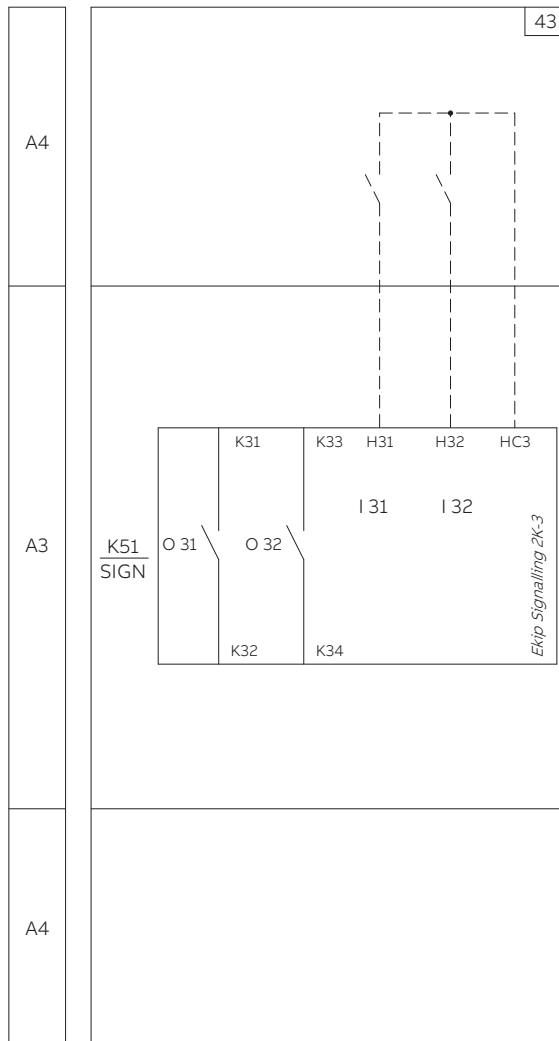 43
A4
K31 K33 H31 H32 HC3
I 31 I 32
A3
K51
SIGN
O 31 O 32
Ekip Signalling 2K-3
K32 K34
A4